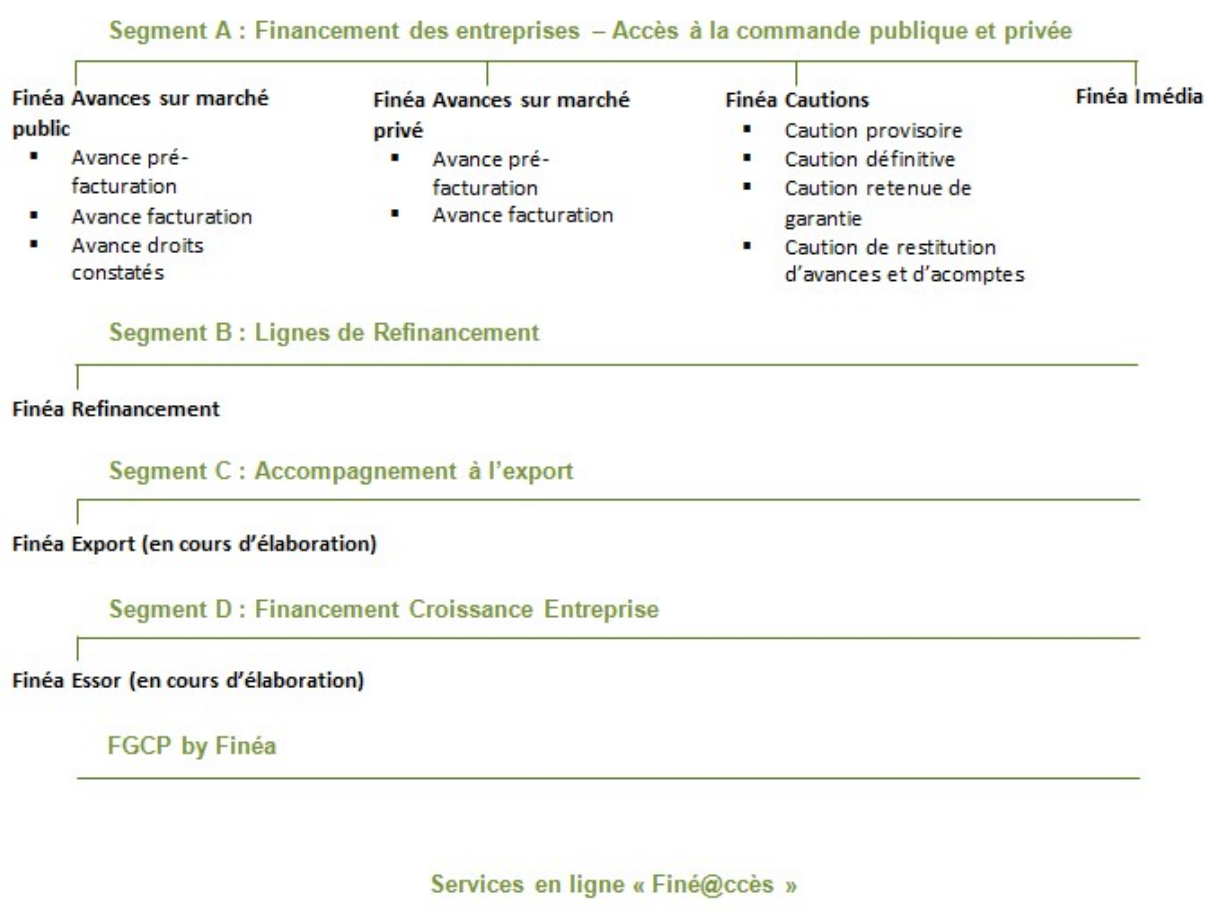 Segment A : Financement des entreprises – Accès à la commande publique et privée
Finéa Avances sur marché
public
▪ Avance pré-
facturation
▪ Avance facturation
▪ Avance droits
constatés
Finéa Avances sur marché
privé
▪ Avance pré-
facturation
▪ Avance facturation
Finéa Cautions
▪ Caution provisoire
▪ Caution définitive
▪ Caution retenue de
garantie
▪ Caution de restitution
d’avances et d’acomptes
Finéa Imédia
Segment B : Lignes de Refinancement
Finéa Refinancement
Segment C : Accompagnement à l’export
Finéa Export (en cours d’élaboration)
Segment D : Financement Croissance Entreprise
Finéa Essor (en cours d’élaboration)
FGCP by Finéa
Services en ligne « Finé@ccès »